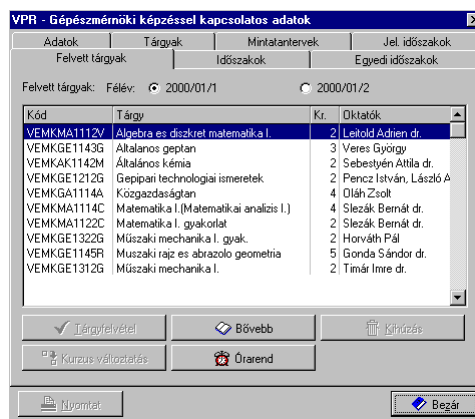 VPR - Gépészmérnöki képzéssel kapcsolatos adatok
Adatok Tárgyak Mintatantervek Jel. időszakok
Felvett tárgyak Időszakok Egyedi időszakok
Felvett tárgyak: Félév: 2000/01/1 2000/01/2
Kód Tárgy Kr. Oktatók
VEMKMA1112V Algebra es diszkret matematika I. 2 Leitold Adrien dr.
VEMKGE1143G Altalanos geptan 3 Veres György
VEMKAK1142M Általános kémia 2 Sebestyén Attila dr.
VEMKGE1212G Gepipari technologiai ismeretek 2 Pencz István, László A
VEMKGA1114A Közgazdaságtan 4 Oláh Zsolt
VEMKMA1114C Matematika I.(Matematikai analizis I.) 4 Slezák Bernát dr.
VEMKMA1122C Matematika I. gyakorlat 2 Slezák Bernát dr.
VEMKGE1322G Műszaki mechanika I. gyak. 2 Horváth Pál
VEMKGE1145R Muszaki rajz es abrazolo geometria 5 Gonda Sándor dr.
VEMKGE1312G Műszaki mechanika I. 2 Timár Imre dr.
Tárgyfelvétel Bővebb Kihúzás
Kurzus változtatás Órarend
Nyomtat Bezár